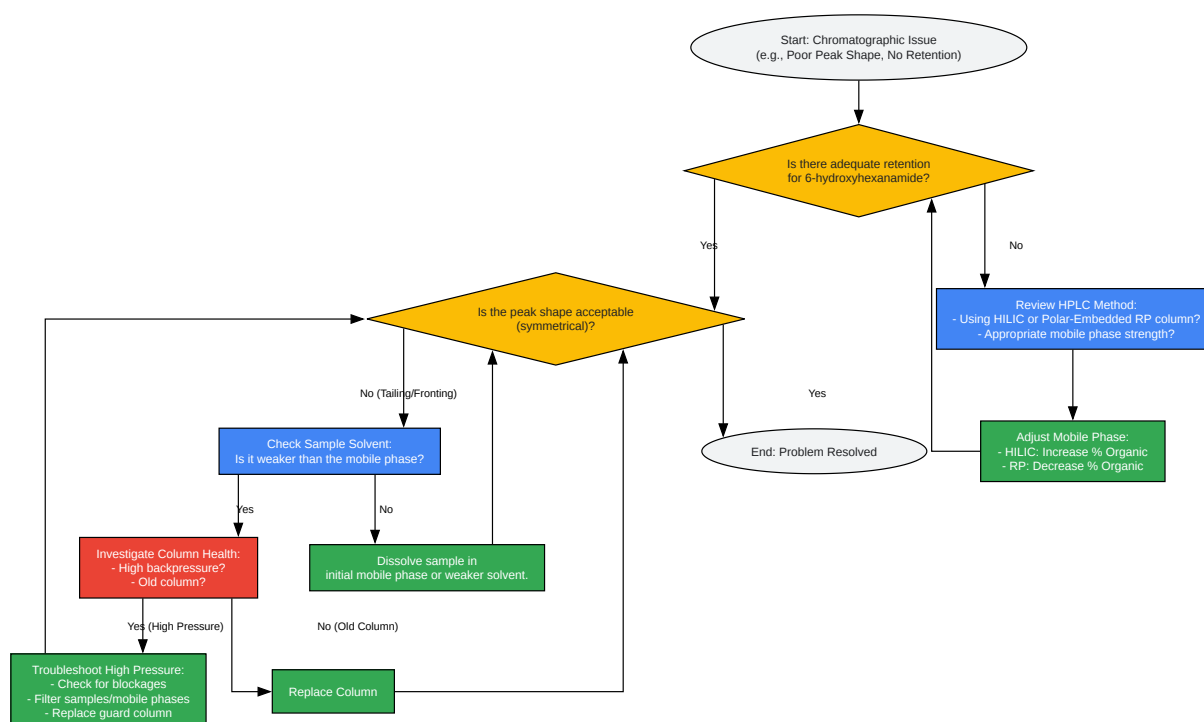 Start: Chromatographic Issue
(e.g., Poor Peak Shape, No Retention)
Is there adequate retention
for 6-hydroxyhexanamide?
Yes
No
Is the peak shape acceptable
(symmetrical)?
Review HPLC Method:
- Using HILIC or Polar-Embedded RP column?
- Appropriate mobile phase strength?
No (Tailing/Fronting)
Yes
Check Sample Solvent:
Is it weaker than the mobile phase?
End: Problem Resolved
Adjust Mobile Phase:
- HILIC: Increase % Organic
- RP: Decrease % Organic
Yes
No
Investigate Column Health:
- High backpressure?
- Old column?
Dissolve sample in
initial mobile phase or weaker solvent.
Yes (High Pressure)
No (Old Column)
Troubleshoot High Pressure:
- Check for blockages
- Filter samples/mobile phases
- Replace guard column
Replace Column